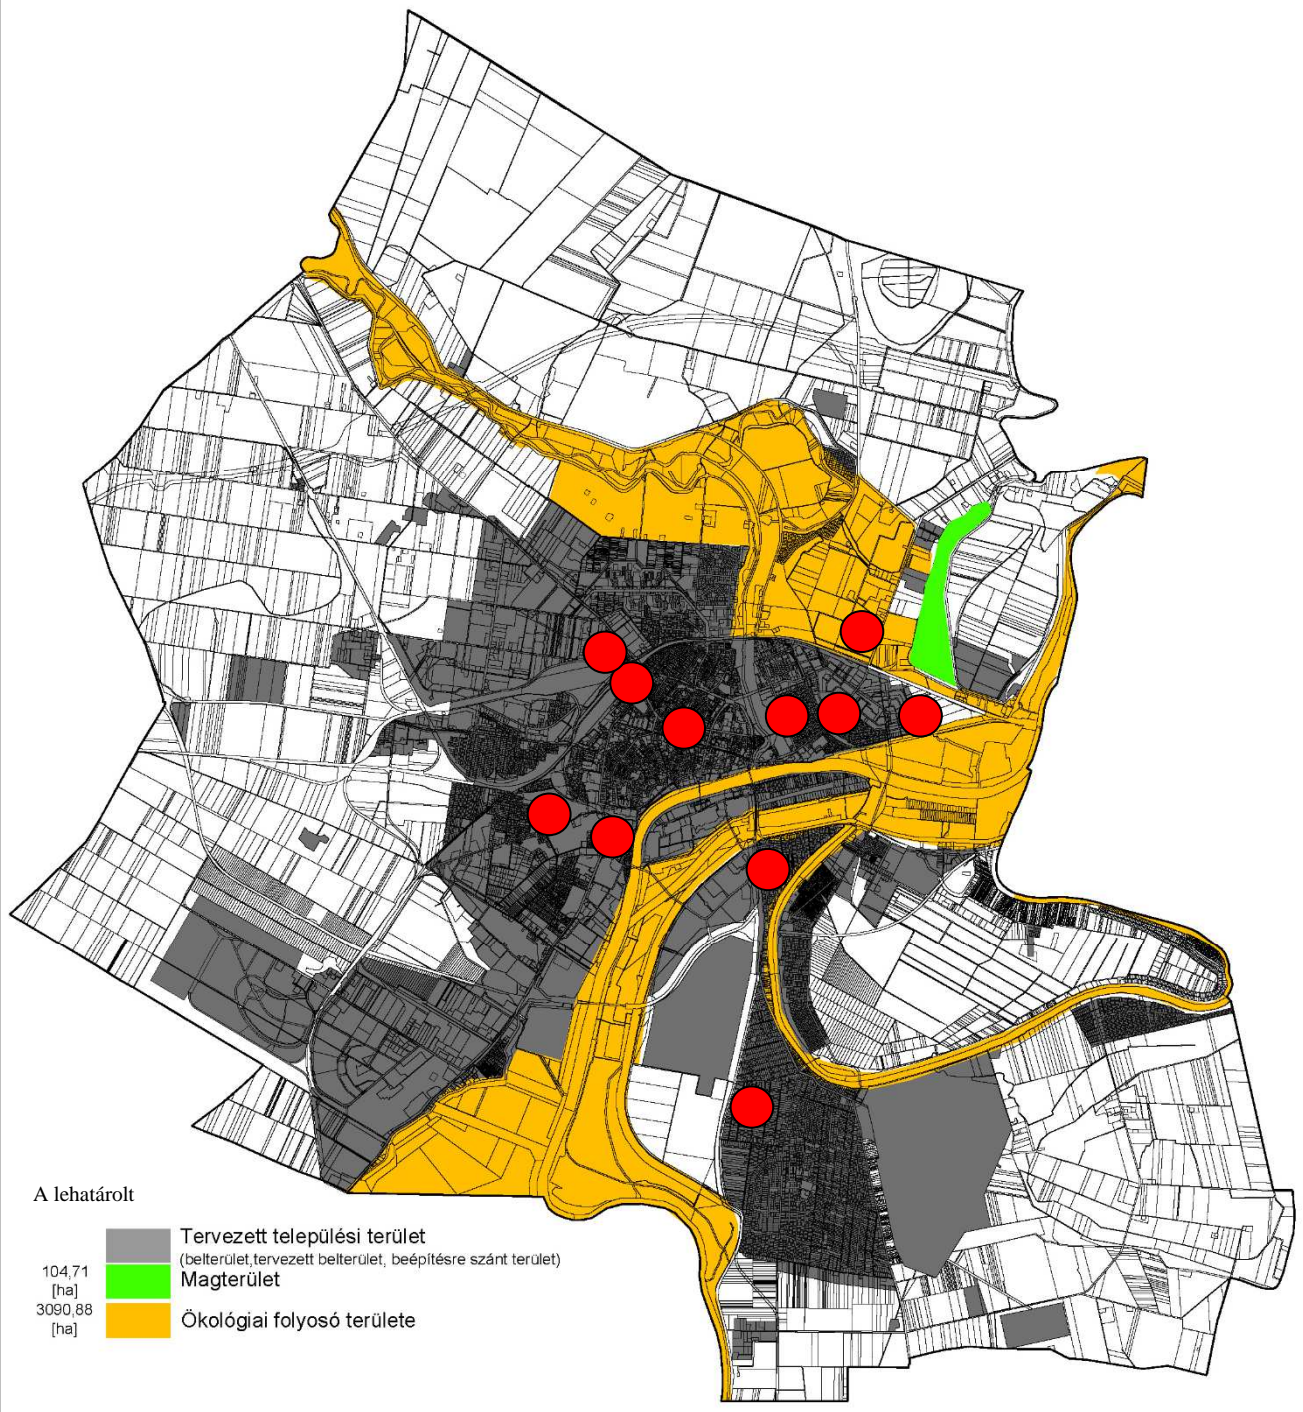 A lehatárolt
Tervezett települési terület
(belterület,tervezett belterület, beépítésre szánt terület)
104,71
[ha]
Magterület
3090,88
[ha]
Ökológiai folyosó területe